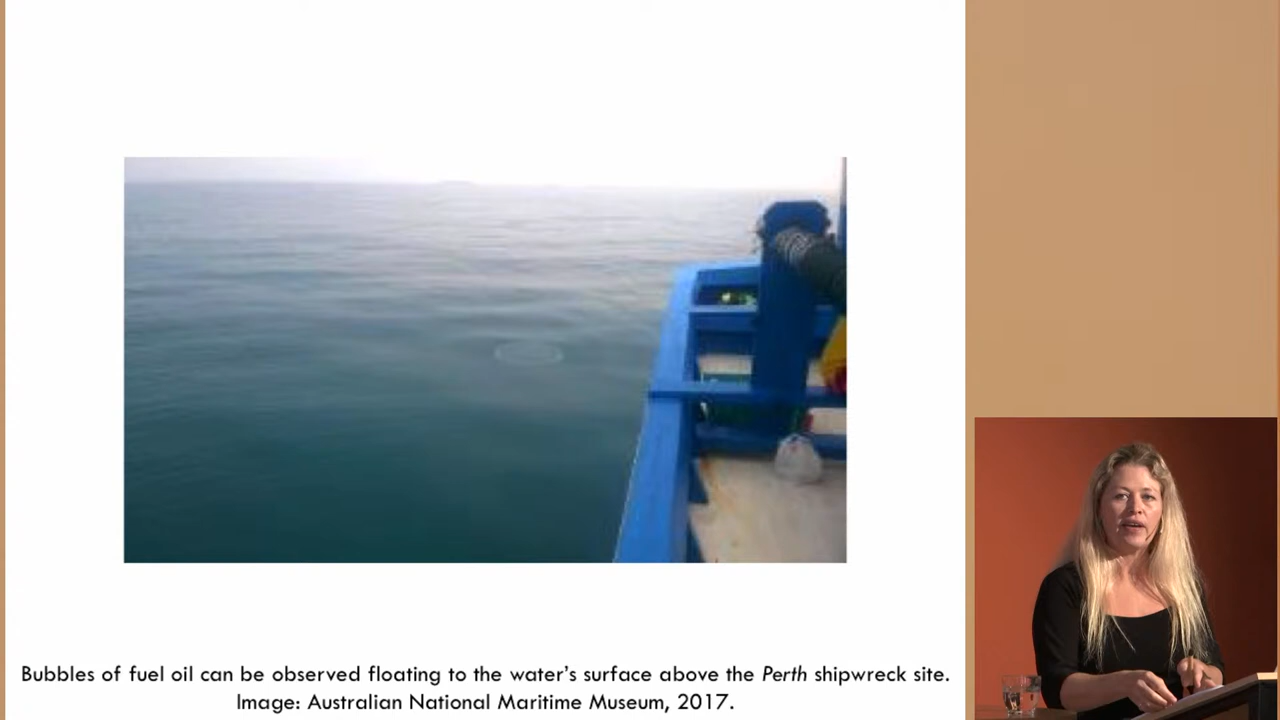 Bubbles of fuel oil can be observed floating to the water’s surface above the Perth shipwreck site.
Image: Australian National Maritime Museum, 2017.